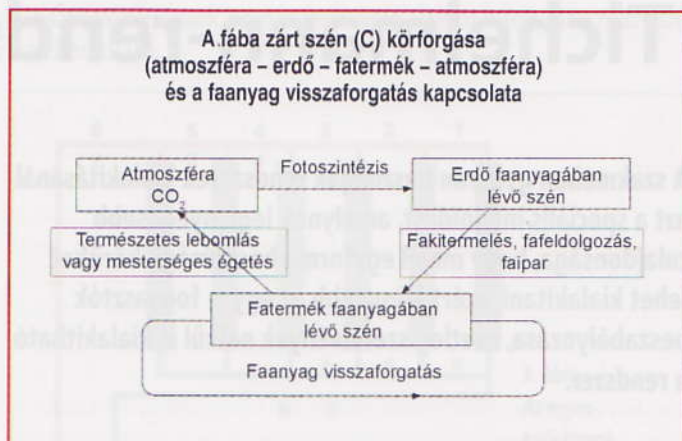 A fába zárt szén (C) körforgása
(atmoszféra – erdő – fatermék – atmoszféra)
és a faanyag visszaforgatás kapcsolata
Atmoszféra
CO2
Fotoszintézis
Erdő faanyagában
lévő szén
Természetes lebomlás
vagy mesterséges égetés
Fakitermelés, fafeldolgozás,
faipar
Fatermék faanyagában
lévő szén
Faanyag visszaforgatás